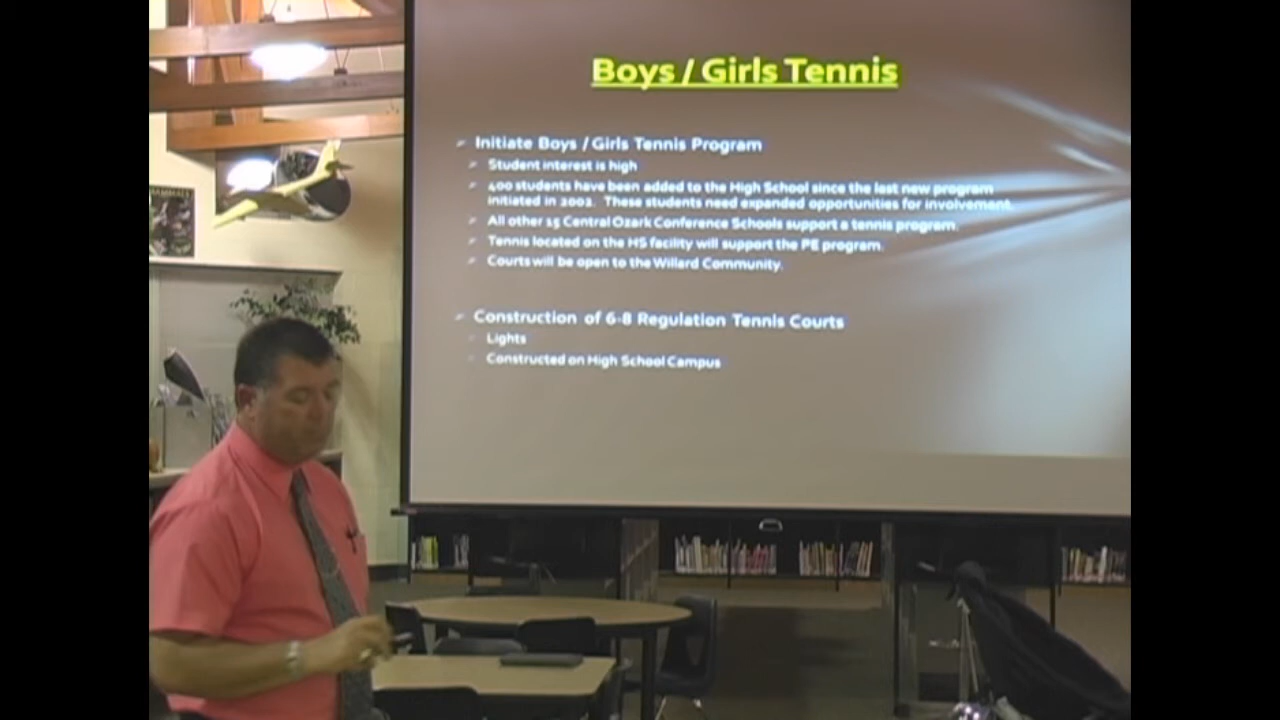 Boys / Girls Tennis
Initiate Boys / Girls Tennis Program
Student interest is high
400 students have been added to the High School since the last new program
initiated in 2002. These students need expanded opportunities for involvement.
All other 15 Central Ozark Conference Schools support a tennis program.
Tennis located on the HS facility will support the PE program.
Courts will be open to the Willard Community.
Construction of 6-8 Regulation Tennis Courts
Lights
Constructed on High School Campus